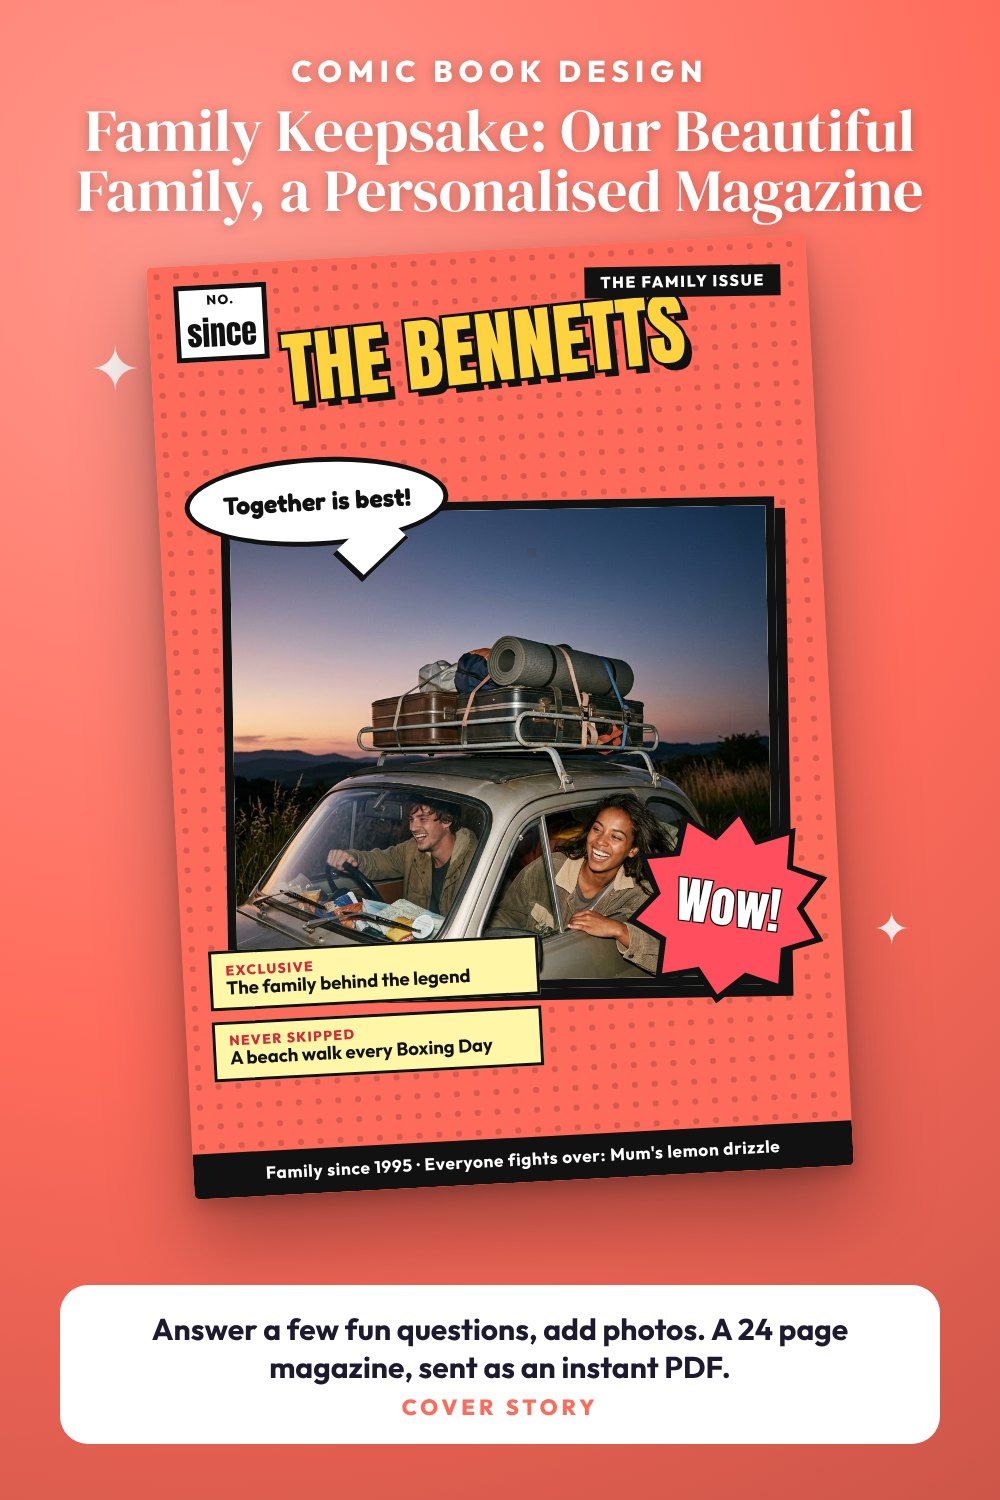 COMIC BOOK DESIGN
Family Keepsake: Our Beautiful
Family, a Personalised Magazine
THE FAMILY ISSUE
NO.
since
THE BENNETTS
Together is best!
Wow!
EXCLUSIVE
The family behind the legend
NEVER SKIPPED
A beach walk every Boxing Day
Family since 1995 · Everyone fights over: Mum's lemon drizzle
Answer a few fun questions, add photos. A 24 page
magazine, sent as an instant PDF.
COVER STORY